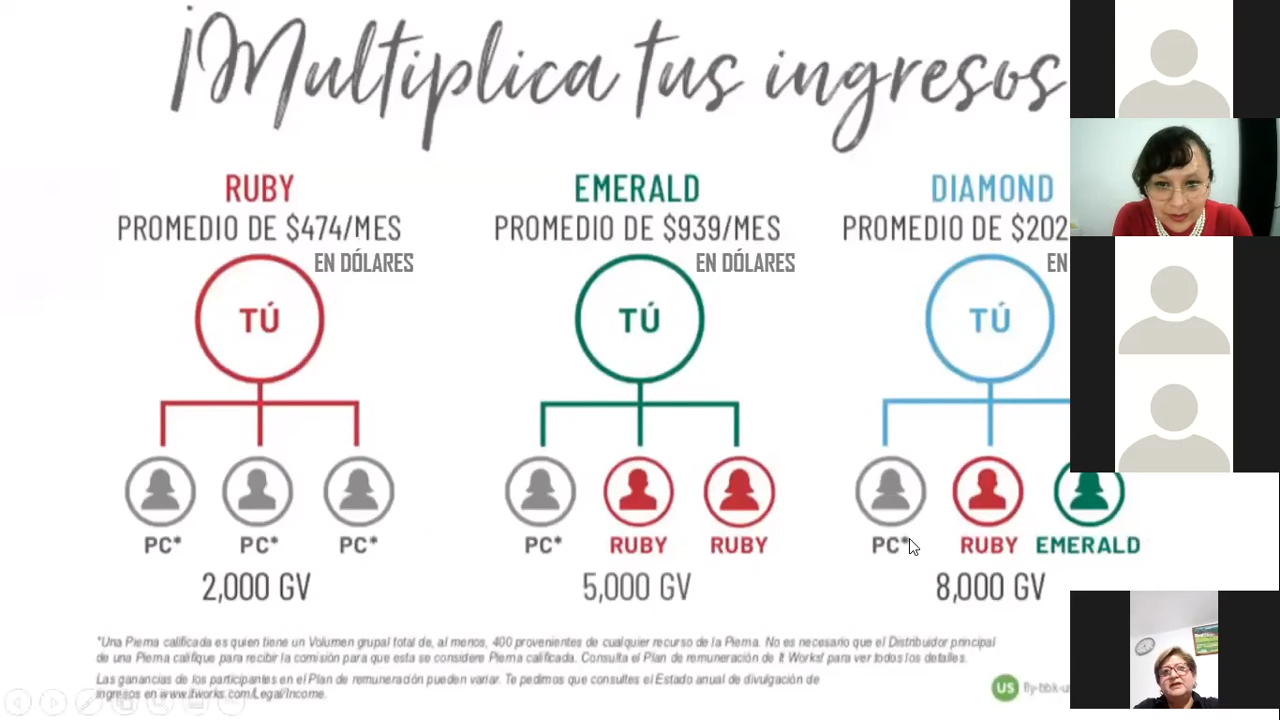 ¡Multiplica tus ingresos
RUBY
PROMEDIO DE $474/MES
EN DÓLARES
TÚ
PC*
PC*
PC*
2,000 GV
EMERALD
PROMEDIO DE $939/MES
EN DÓLARES
TÚ
PC*
RUBY
RUBY
5,000 GV
DIAMOND
PROMEDIO DE $202
EN
TÚ
PC*
RUBY
EMERALD
8,000 GV
*Una Pierna calificada es quien tiene un Volumen grupal total de, al menos, 400 provenientes de cualquier recurso de la Pierna. No es necesario que el Distribuidor principal
de una Pierna califique para recibir la comisión para que esta se considere Pierna calificada. Consulta el Plan de remuneración de It Works! para ver todos los detalles.
Las ganancias de los participantes en el Plan de remuneración pueden variar. Te pedimos que consultes el Estado anual de divulgación de
ingresos en www.itworks.com/Legal/Income.
US